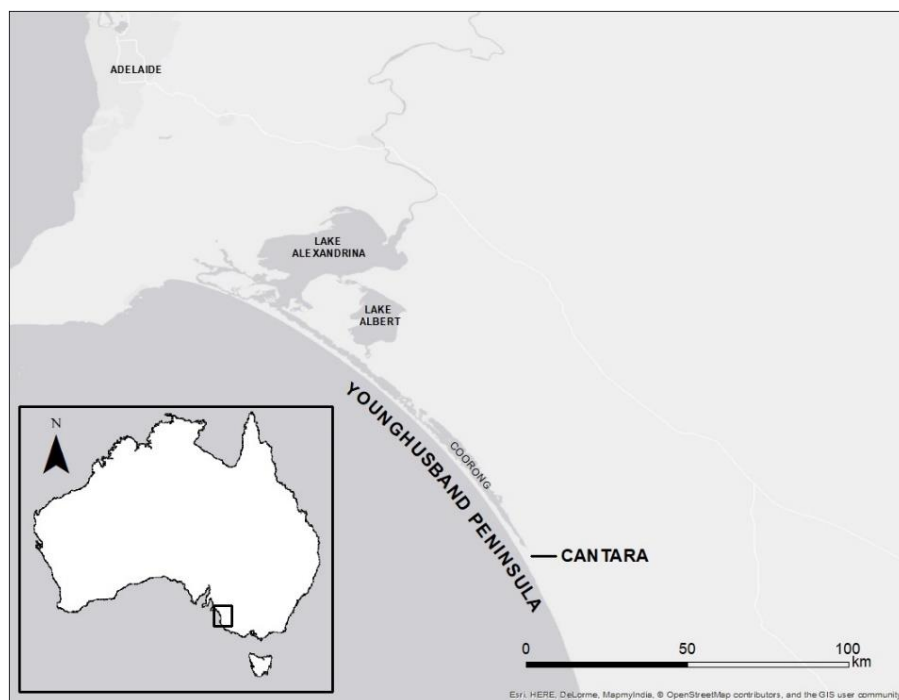 ADELAIDE
LAKE
ALEXANDRINA
LAKE
ALBERT
YOUNGHUSBAND PENINSULA
COORONG
CANTARA
N
0 50 100
km
Esri, HERE, DeLorme, MapmyIndia, © OpenStreetMap contributors, and the GIS user community